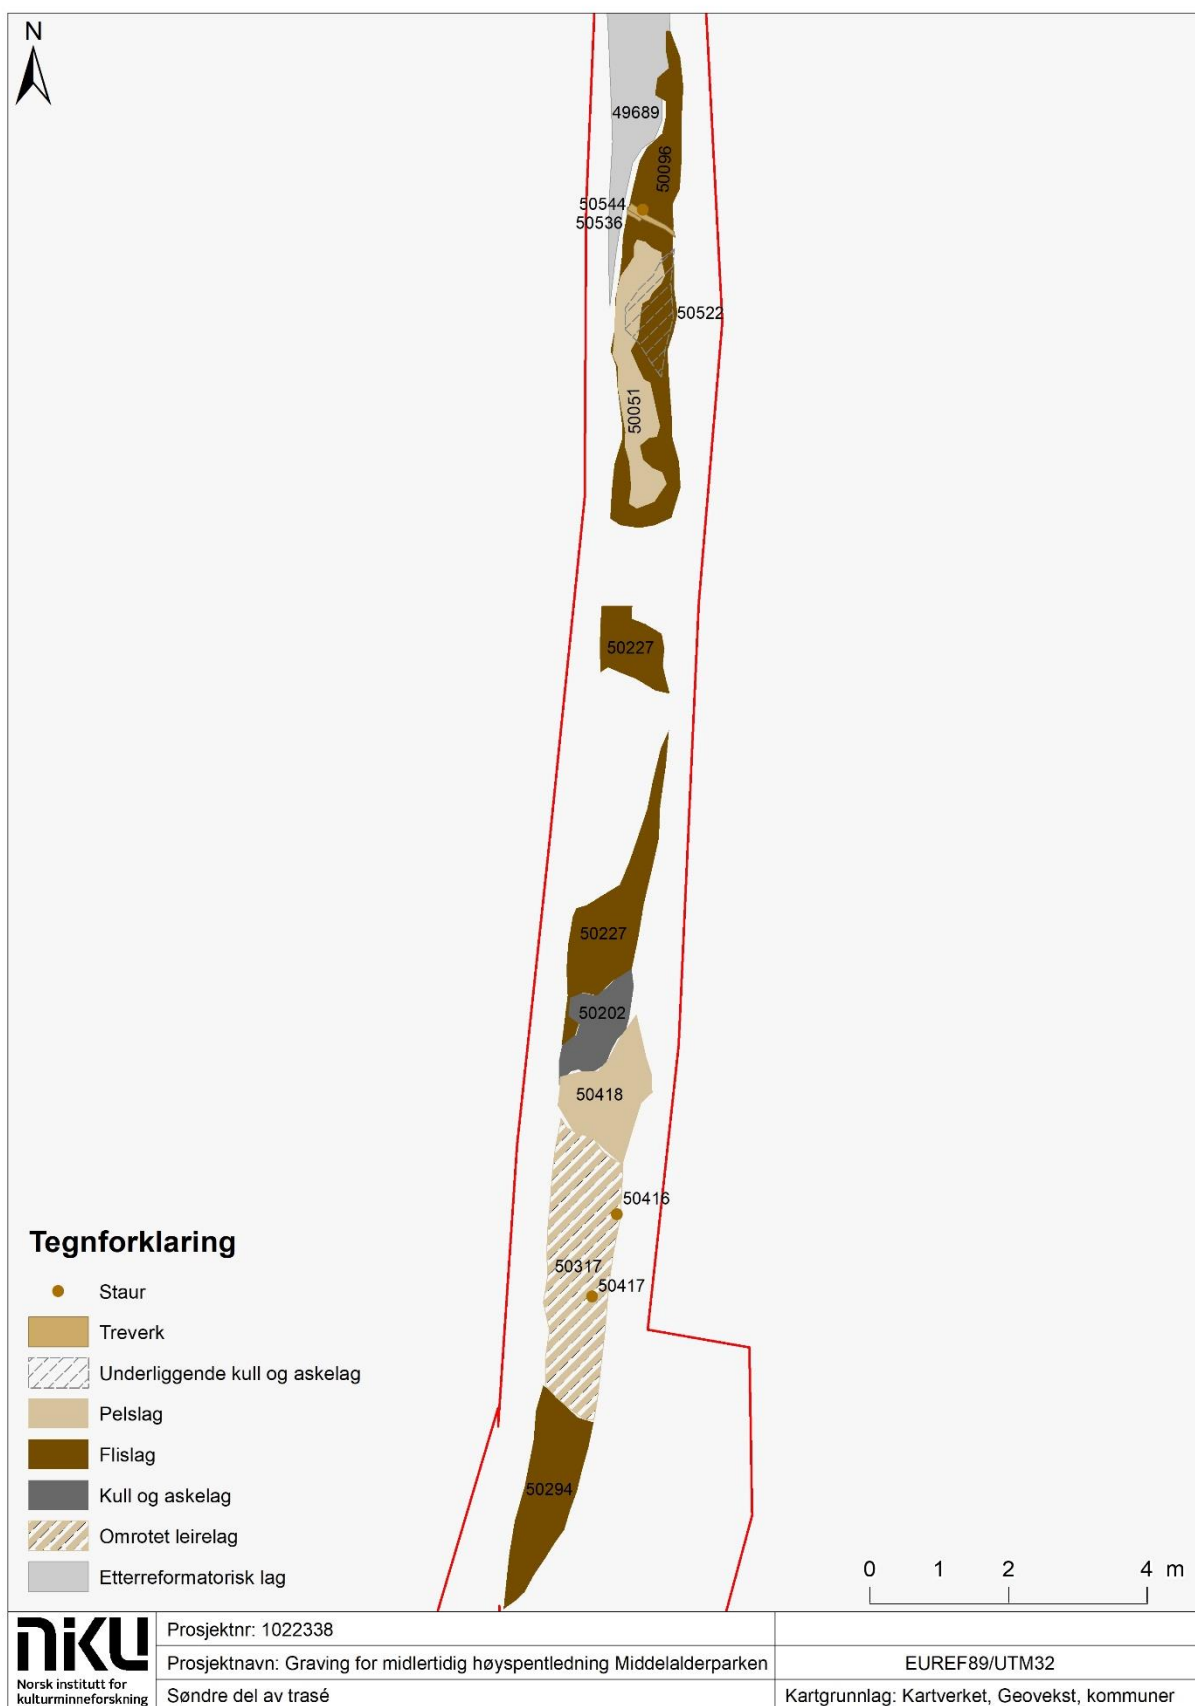 N
49689
50096
50544
50536
50522
50051
50227
50227
50202
50418
50416
50317
50417
50294
Tegnforklaring
Staur
Treverk
Underliggende kull og askelag
Pelslag
Flislag
Kull og askelag
Omrotet leirelag
Etterreformatorisk lag
0 1 2 4 m
NIKU
Norsk institutt for
kulturminneforskning
Prosjektnr: 1022338
Prosjektnavn: Graving for midlertidig høyspentledning Middelalderparken
EUREF89/UTM32
Søndre del av trasé
Kartgrunnlag: Kartverket, Geovekst, kommuner